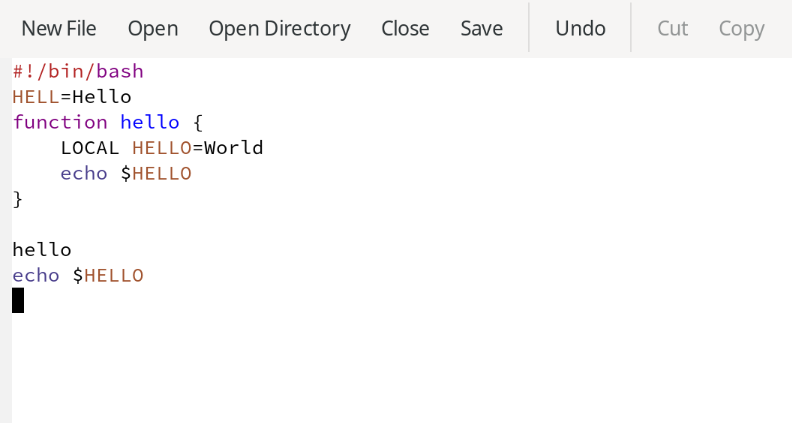 New File Open Open Directory Close Save Undo Cut Copy
#!/bin/bash
HELL=Hello
function hello {
    LOCAL HELLO=World
    echo $HELLO
}

hello
echo $HELLO